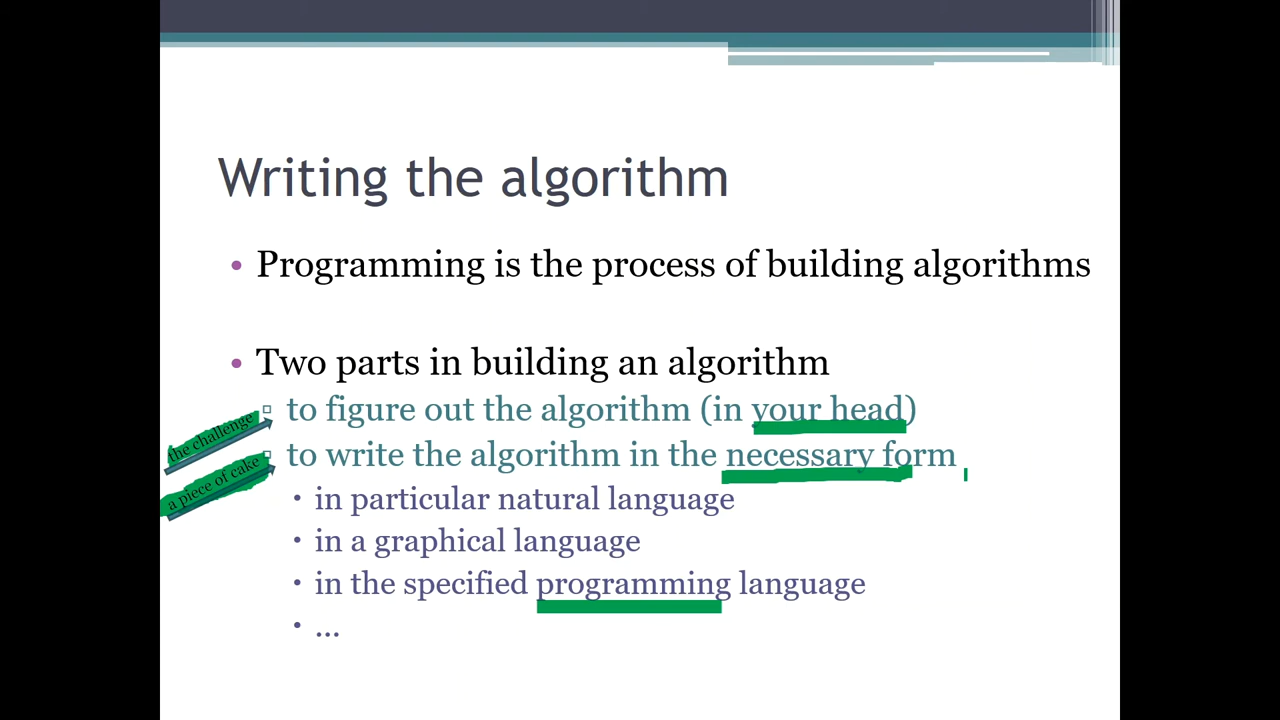 Writing the algorithm
Programming is the process of building algorithms
Two parts in building an algorithm
the challenge
to figure out the algorithm (in your head)
a piece of cake
to write the algorithm in the necessary form
in particular natural language
in a graphical language
in the specified programming language
...